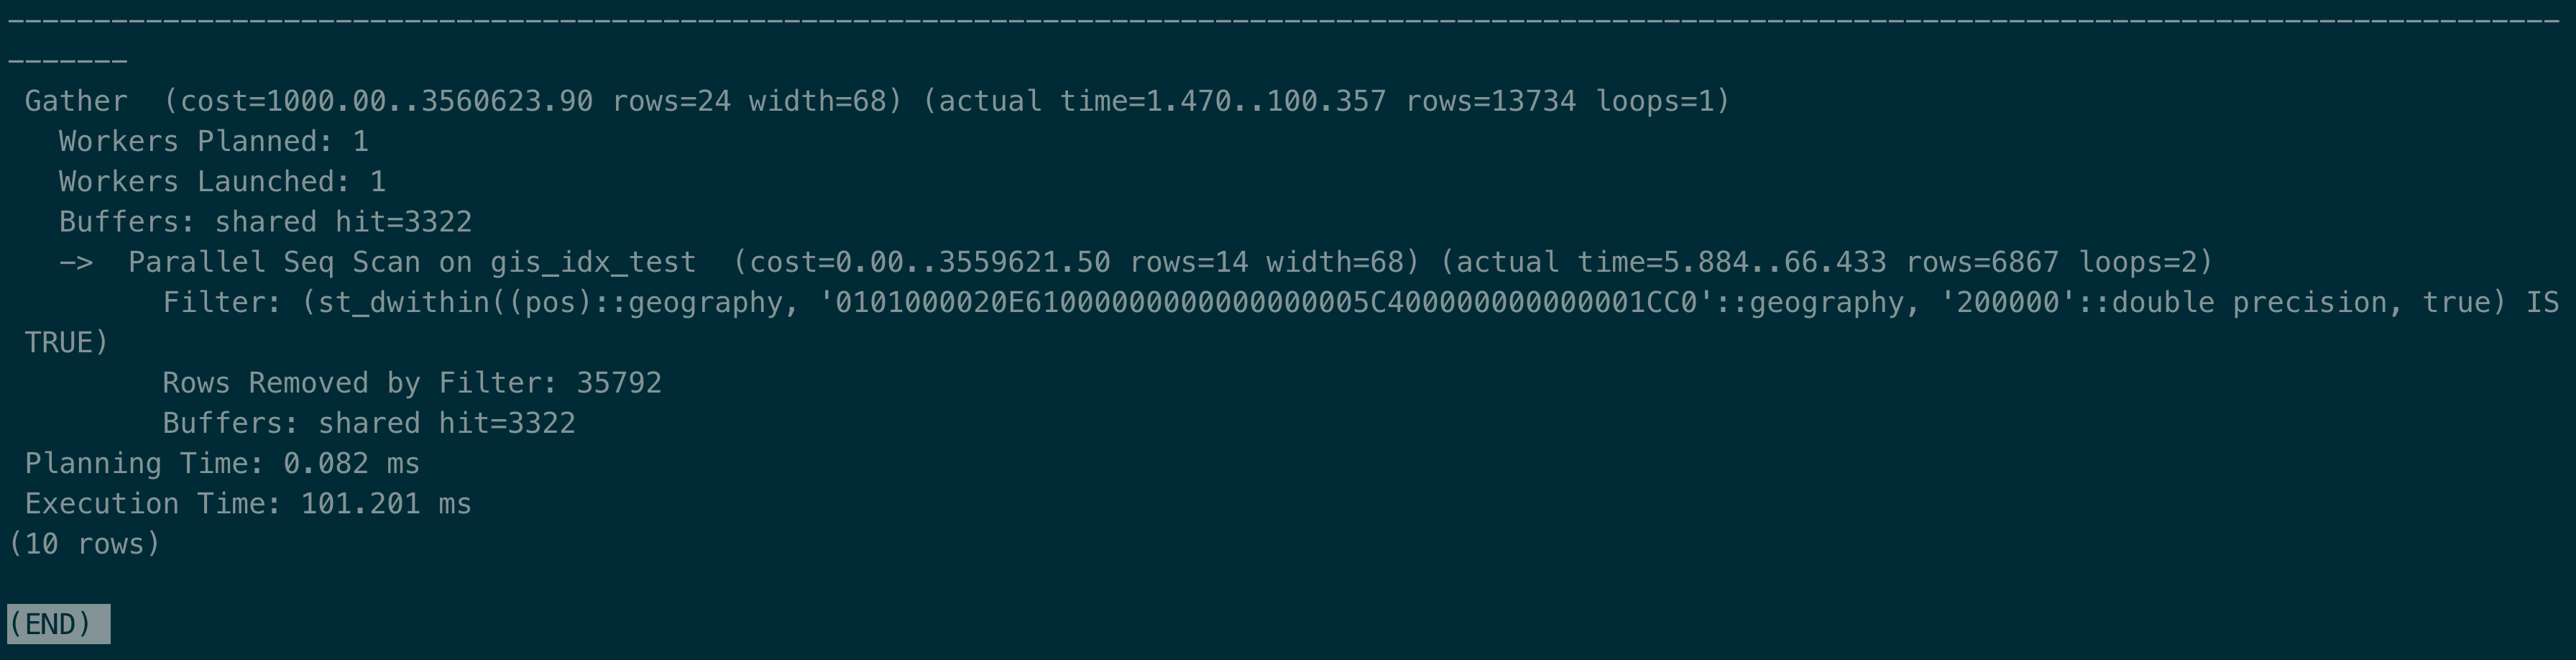 --------------------------------------------------------------------------------------------------------------------------------------------------
-------
Gather  (cost=1000.00..3560623.90 rows=24 width=68) (actual time=1.470..100.357 rows=13734 loops=1)
  Workers Planned: 1
  Workers Launched: 1
  Buffers: shared hit=3322
  ->  Parallel Seq Scan on gis_idx_test  (cost=0.00..3559621.50 rows=14 width=68) (actual time=5.884..66.433 rows=6867 loops=2)
        Filter: (st_dwithin((pos)::geography, '0101000020E61000000000000000005C400000000000001CC0'::geography, '200000'::double precision, true) IS
TRUE)
        Rows Removed by Filter: 35792
        Buffers: shared hit=3322
Planning Time: 0.082 ms
Execution Time: 101.201 ms
(10 rows)
(END)